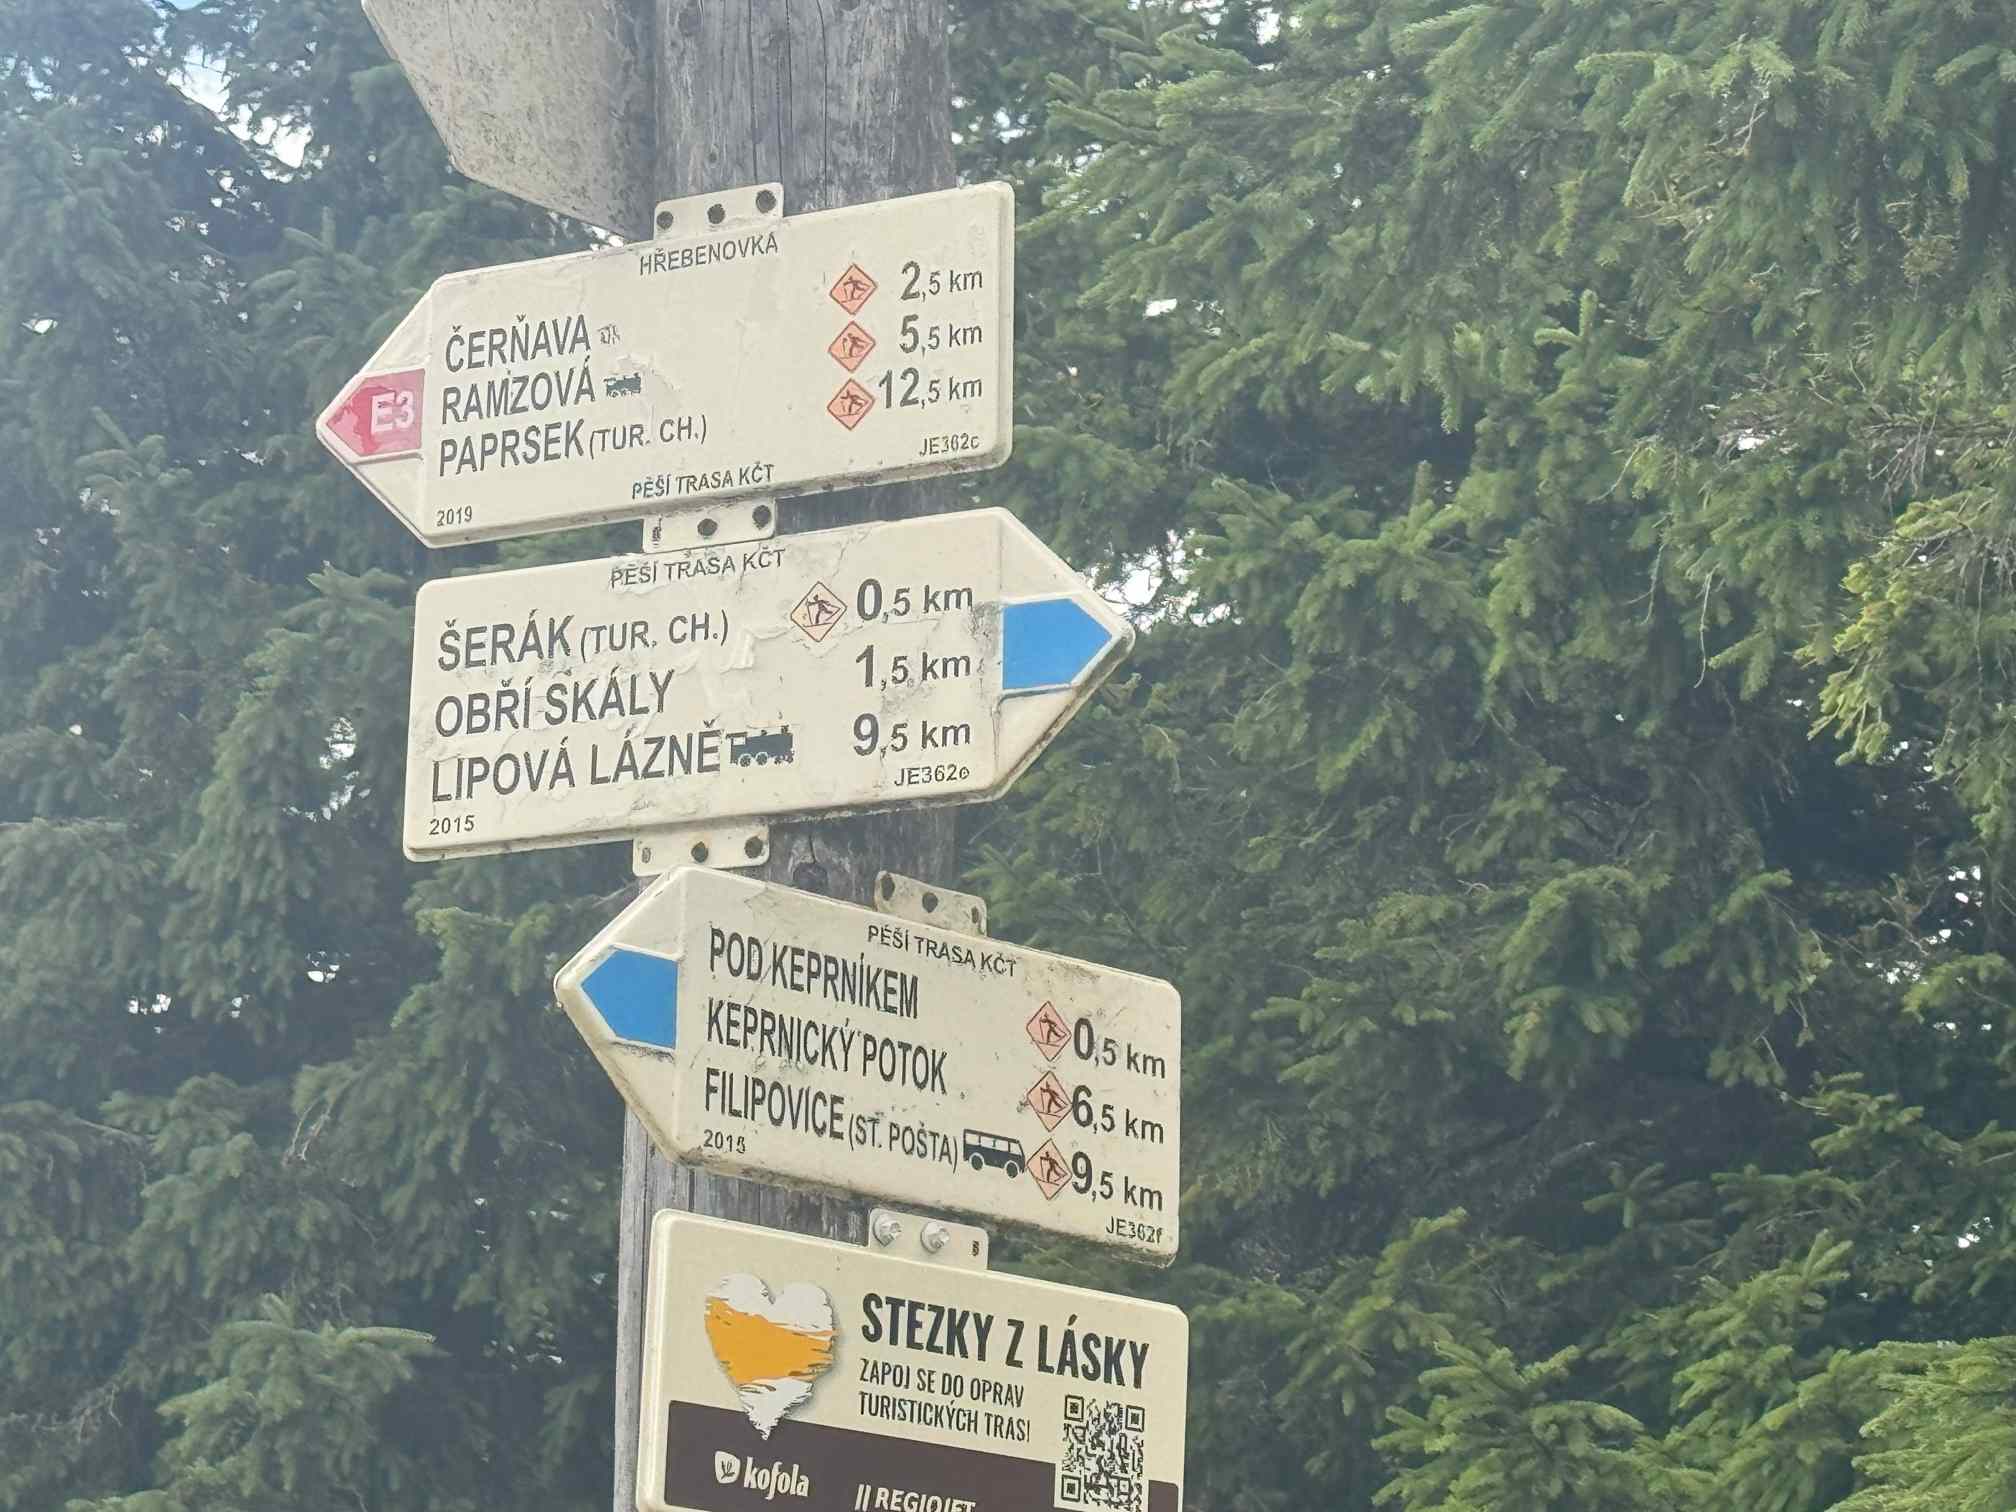 HŘEBENOVKA
E3
ČERŇAVA 2,5 km
RAMZOVÁ 5,5 km
PAPRSEK (TUR. CH.) 12,5 km
JE362c
PĚŠÍ TRASA KČT
2019
PĚŠÍ TRASA KČT
ŠERÁK (TUR. CH.) 0,5 km
OBŘÍ SKÁLY 1,5 km
LIPOVÁ LÁZNĚ 9,5 km
JE362e
2015
PĚŠÍ TRASA KČT
POD KEPRNÍKEM 0,5 km
KEPRNICKÝ POTOK 6,5 km
FILIPOVICE (ST. POŠTA) 9,5 km
2015
JE362f
STEZKY Z LÁSKY
ZAPOJ SE DO OPRAV
TURISTICKÝCH TRAS!
kofola
REGIOJET